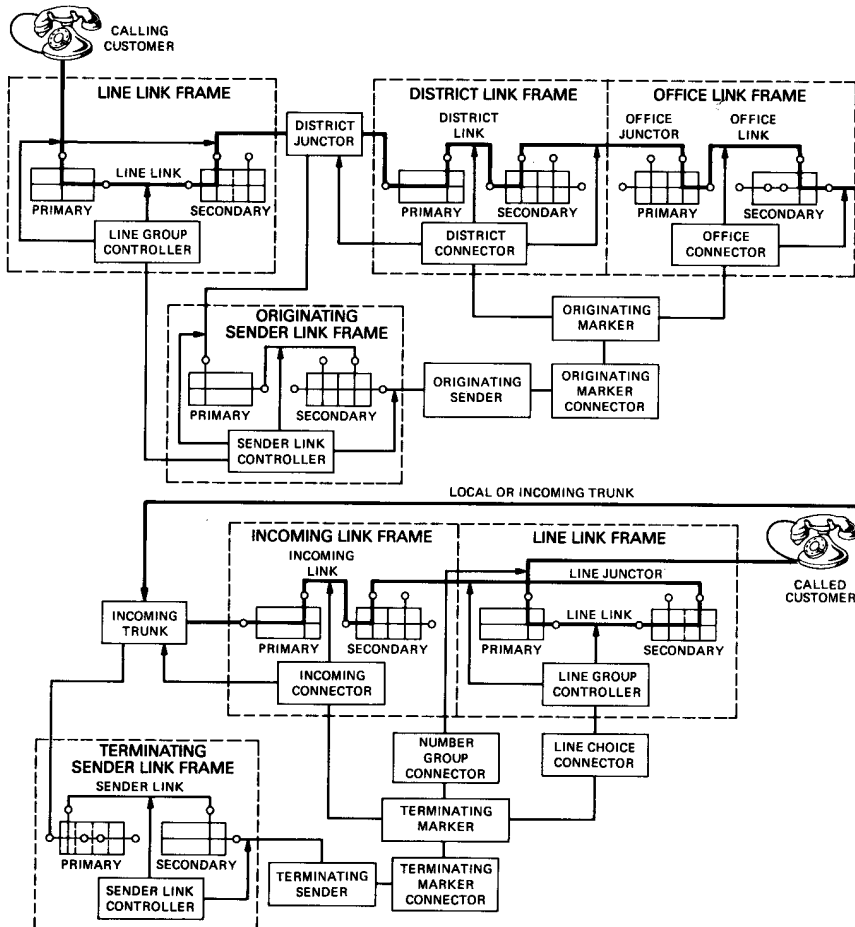 CALLING
CUSTOMER
LINE LINK FRAME
LINE LINK
PRIMARY
SECONDARY
LINE GROUP
CONTROLLER
DISTRICT
JUNCTOR
DISTRICT LINK FRAME
DISTRICT
LINK
PRIMARY
SECONDARY
DISTRICT
CONNECTOR
OFFICE LINK FRAME
OFFICE
JUNCTOR
OFFICE
LINK
PRIMARY
SECONDARY
OFFICE
CONNECTOR
ORIGINATING
SENDER LINK FRAME
PRIMARY
SECONDARY
SENDER LINK
CONTROLLER
ORIGINATING
SENDER
ORIGINATING
MARKER
ORIGINATING
MARKER
CONNECTOR
LOCAL OR INCOMING TRUNK
INCOMING
TRUNK
INCOMING LINK FRAME
INCOMING
LINK
PRIMARY
SECONDARY
INCOMING
CONNECTOR
LINE LINK FRAME
LINE JUNCTOR
LINE LINK
PRIMARY
SECONDARY
LINE GROUP
CONTROLLER
CALLED
CUSTOMER
NUMBER
GROUP
CONNECTOR
LINE CHOICE
CONNECTOR
TERMINATING
MARKER
TERMINATING
SENDER LINK FRAME
SENDER LINK
PRIMARY
SECONDARY
SENDER LINK
CONTROLLER
TERMINATING
SENDER
TERMINATING
MARKER
CONNECTOR